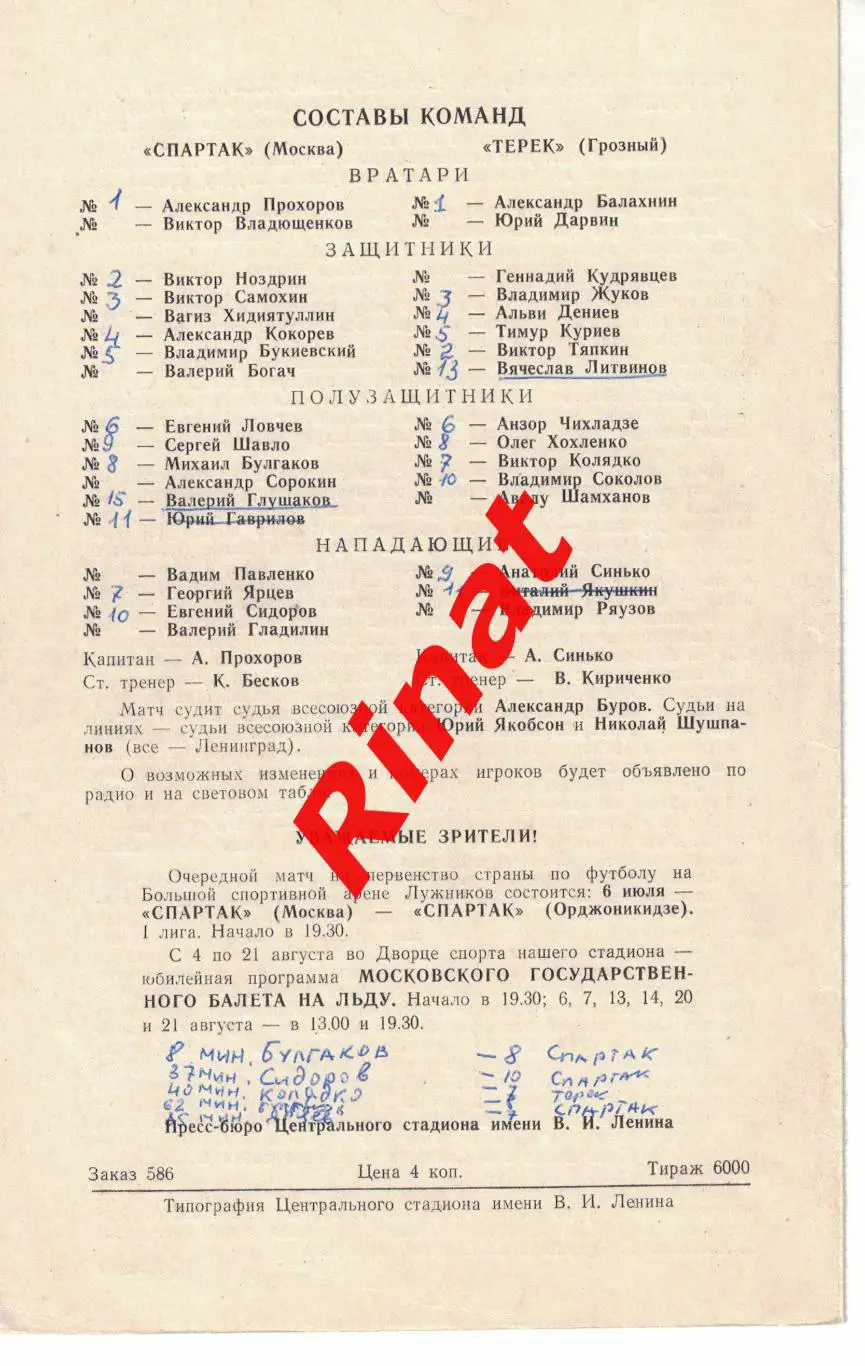 СОСТАВЫ КОМАНД
«СПАРТАК» (Москва) «ТЕРЕК» (Грозный)
ВРАТАРИ
№ 1 — Александр Прохоров № 1 — Александр Балахнин
№ — Виктор Владющенков № — Юрий Дарвин
ЗАЩИТНИКИ
№ 2 — Виктор Ноздрин № — Геннадий Кудрявцев
№ 3 — Виктор Самохин № 3 — Владимир Жуков
№ — Вагиз Хидиятуллин № 4 — Альви Дениев
№ 4 — Александр Кокорев № 5 — Тимур Куриев
№ 5 — Владимир Букиевский № 2 — Виктор Тяпкин
№ — Валерий Богач № 13 — Вячеслав Литвинов
ПОЛУЗАЩИТНИКИ
№ 6 — Евгений Ловчев № 6 — Анзор Чихладзе
№ 9 — Сергей Шавло № 8 — Олег Хохленко
№ 8 — Михаил Булгаков № 7 — Виктор Колядко
№ — Александр Сорокин № 10 — Владимир Соколов
№ 15 — Валерий Глушаков № — Шамханов
№ 11 — Юрий Гаврилов
НАПАДАЮЩИЕ
№ — Вадим Павленко № 9 — Анатолий Синько
№ 7 — Георгий Ярцев № 11 Виталий Якушкин
№ 10 — Евгений Сидоров № — Владимир Ряузов
№ — Валерий Гладилин
Капитан — А. Прохоров Капитан — А. Синько
Ст. тренер — К. Бесков Ст. тренер — В. Кириченко
Матч судит судья всесоюзной категории Александр Буров. Судьи на
линиях — судьи всесоюзной категории Юрий Якобсон и Николай Шушпа-
нов (все — Ленинград).
О возможных изменениях и номерах игроков будет объявлено по
радио и на световом табло.
УВАЖАЕМЫЕ ЗРИТЕЛИ!
Очередной матч на первенство страны по футболу на
Большой спортивной арене Лужников состоится: 6 июля —
«СПАРТАК» (Москва) — «СПАРТАК» (Орджоникидзе).
I лига. Начало в 19.30.
С 4 по 21 августа во Дворце спорта нашего стадиона —
юбилейная программа МОСКОВСКОГО ГОСУДАРСТВЕН-
НОГО БАЛЕТА НА ЛЬДУ. Начало в 19.30; 6, 7, 13, 14, 20
и 21 августа — в 13.00 и 19.30.
8 мин. Булгаков — 8 Спартак
37 мин. Сидоров — 10 Спартак
40 мин. Колядко — 7 Терек
62 мин. Спартак
Пресс-бюро Центрального стадиона имени В. И. Ленина
Заказ 586 Цена 4 коп. Тираж 6000
Типография Центрального стадиона имени В. И. Ленина
Rinat